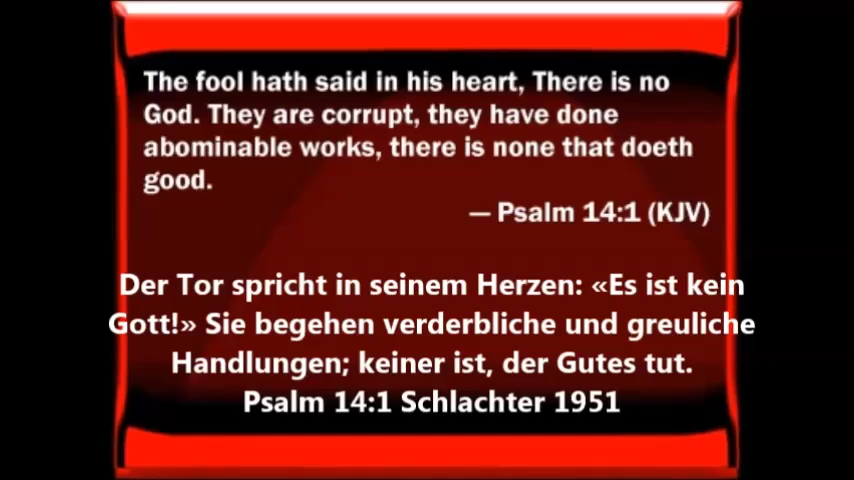 The fool hath said in his heart, There is no
God. They are corrupt, they have done
abominable works, there is none that doeth
good.
— Psalm 14:1 (KJV)
Der Tor spricht in seinem Herzen: «Es ist kein
Gott!» Sie begehen verderbliche und greuliche
Handlungen; keiner ist, der Gutes tut.
Psalm 14:1 Schlachter 1951